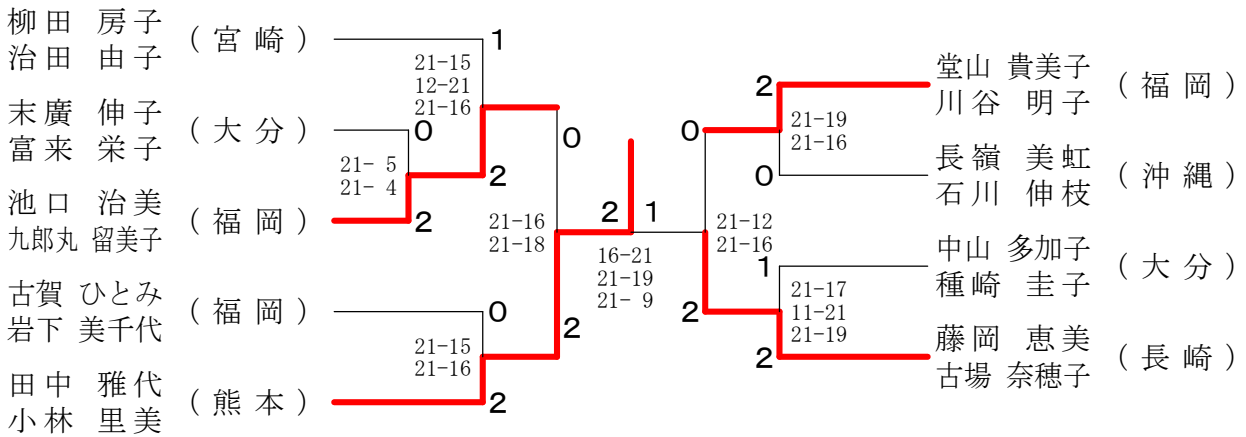 柳田 房子
治田 由子
(宮崎)
1
21-15
12-21
21-16
末廣 伸子
富来 栄子
(大分)
0
21- 5
21- 4
2
0
池口 治美
九郎丸 留美子
(福岡)
2
21-16
21-18
2 1
16-21
21-19
21- 9
古賀 ひとみ
岩下 美千代
(福岡)
0
21-15
21-16
2
田中 雅代
小林 里美
(熊本)
2
堂山 貴美子
川谷 明子
(福岡)
2
0
21-19
21-16
長嶺 美虹
石川 伸枝
(沖縄)
0
21-12
21-16
中山 多加子
種崎 圭子
(大分)
1
21-17
11-21
21-19
2
藤岡 恵美
古場 奈穂子
(長崎)
2